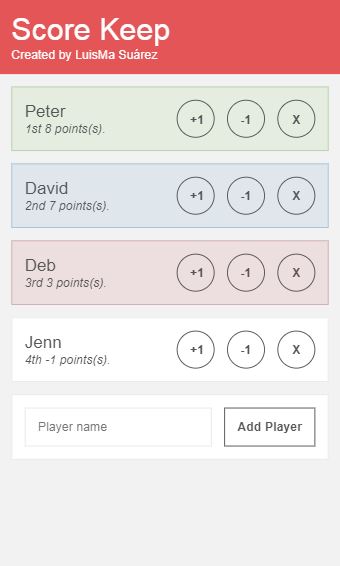 Score Keep
Created by LuisMa Suárez
Peter
1st 8 points(s).
+1 -1 X
David
2nd 7 points(s).
+1 -1 X
Deb
3rd 3 points(s).
+1 -1 X
Jenn
4th -1 points(s).
+1 -1 X
Player name Add Player